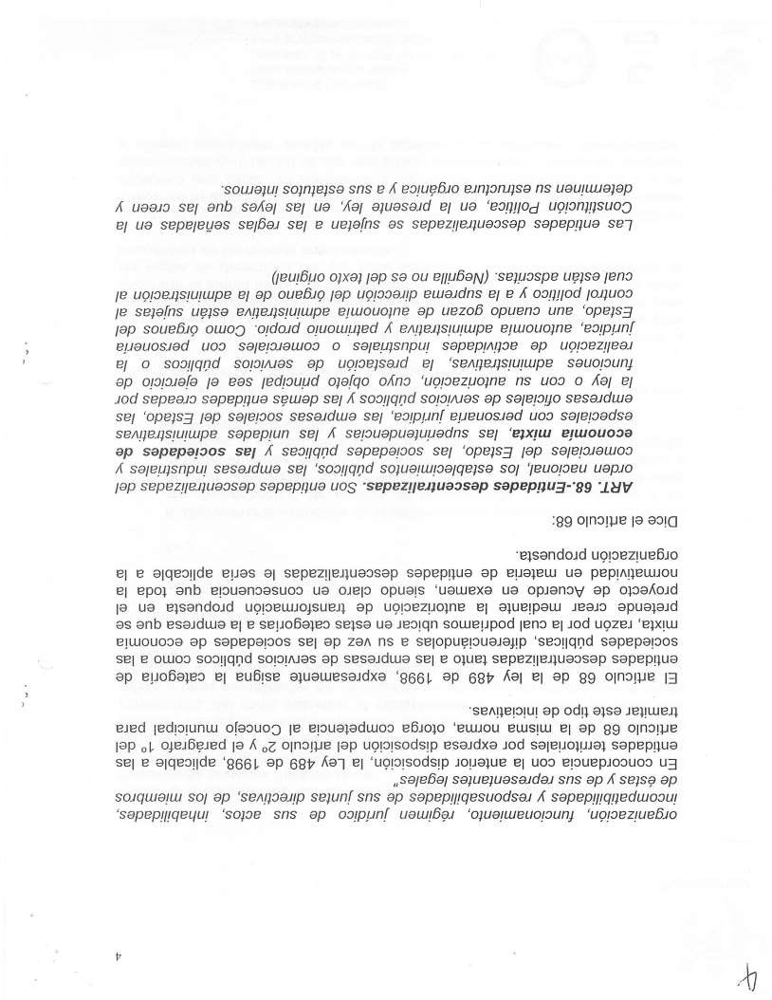 organización, funcionamiento, régimen jurídico de sus actos, inhabilidades,
incompatibilidades y responsabilidades de sus juntas directivas, de los miembros
de éstas y de sus representantes legales"
En concordancia con la anterior disposición, la Ley 489 de 1998, aplicable a las
entidades territoriales por expresa disposición del artículo 2º y el parágrafo 1º del
artículo 68 de la misma norma, otorga competencia al Concejo municipal para
tramitar este tipo de iniciativas.
El artículo 68 de la ley 489 de 1998, expresamente asigna la categoría de
entidades descentralizadas tanto a las empresas de servicios públicos como a las
sociedades públicas, diferenciándolas a su vez de las sociedades de economía
mixta, razón por la cual podríamos ubicar en estas categorías a la empresa que se
pretende crear mediante la autorización de transformación propuesta en el
proyecto de Acuerdo en examen, siendo claro en consecuencia que toda la
normatividad en materia de entidades descentralizadas le sería aplicable a la
organización propuesta.
Dice el artículo 68:
ART. 68.-Entidades descentralizadas. Son entidades descentralizadas del
orden nacional, los establecimientos públicos, las empresas industriales y
comerciales del Estado, las sociedades públicas y las sociedades de
economía mixta, las superintendencias y las unidades administrativas
especiales con personaría jurídica, las empresas sociales del Estado, las
empresas oficiales de servicios públicos y las demás entidades creadas por
la ley o con su autorización, cuyo objeto principal sea el ejercicio de
funciones administrativas, la prestación de servicios públicos o la
realización de actividades industriales o comerciales con personería
jurídica, autonomía administrativa y patrimonio propio. Como órganos del
Estado, aun cuando gozan de autonomía administrativa están sujetas al
control político y a la suprema dirección del órgano de la administración al
cual están adscritas. (Negrilla no es del texto original)
Las entidades descentralizadas se sujetan a las reglas señaladas en la
Constitución Política, en la presente ley, en las leyes que las creen y
determinen su estructura orgánica y a sus estatutos internos.
4
4